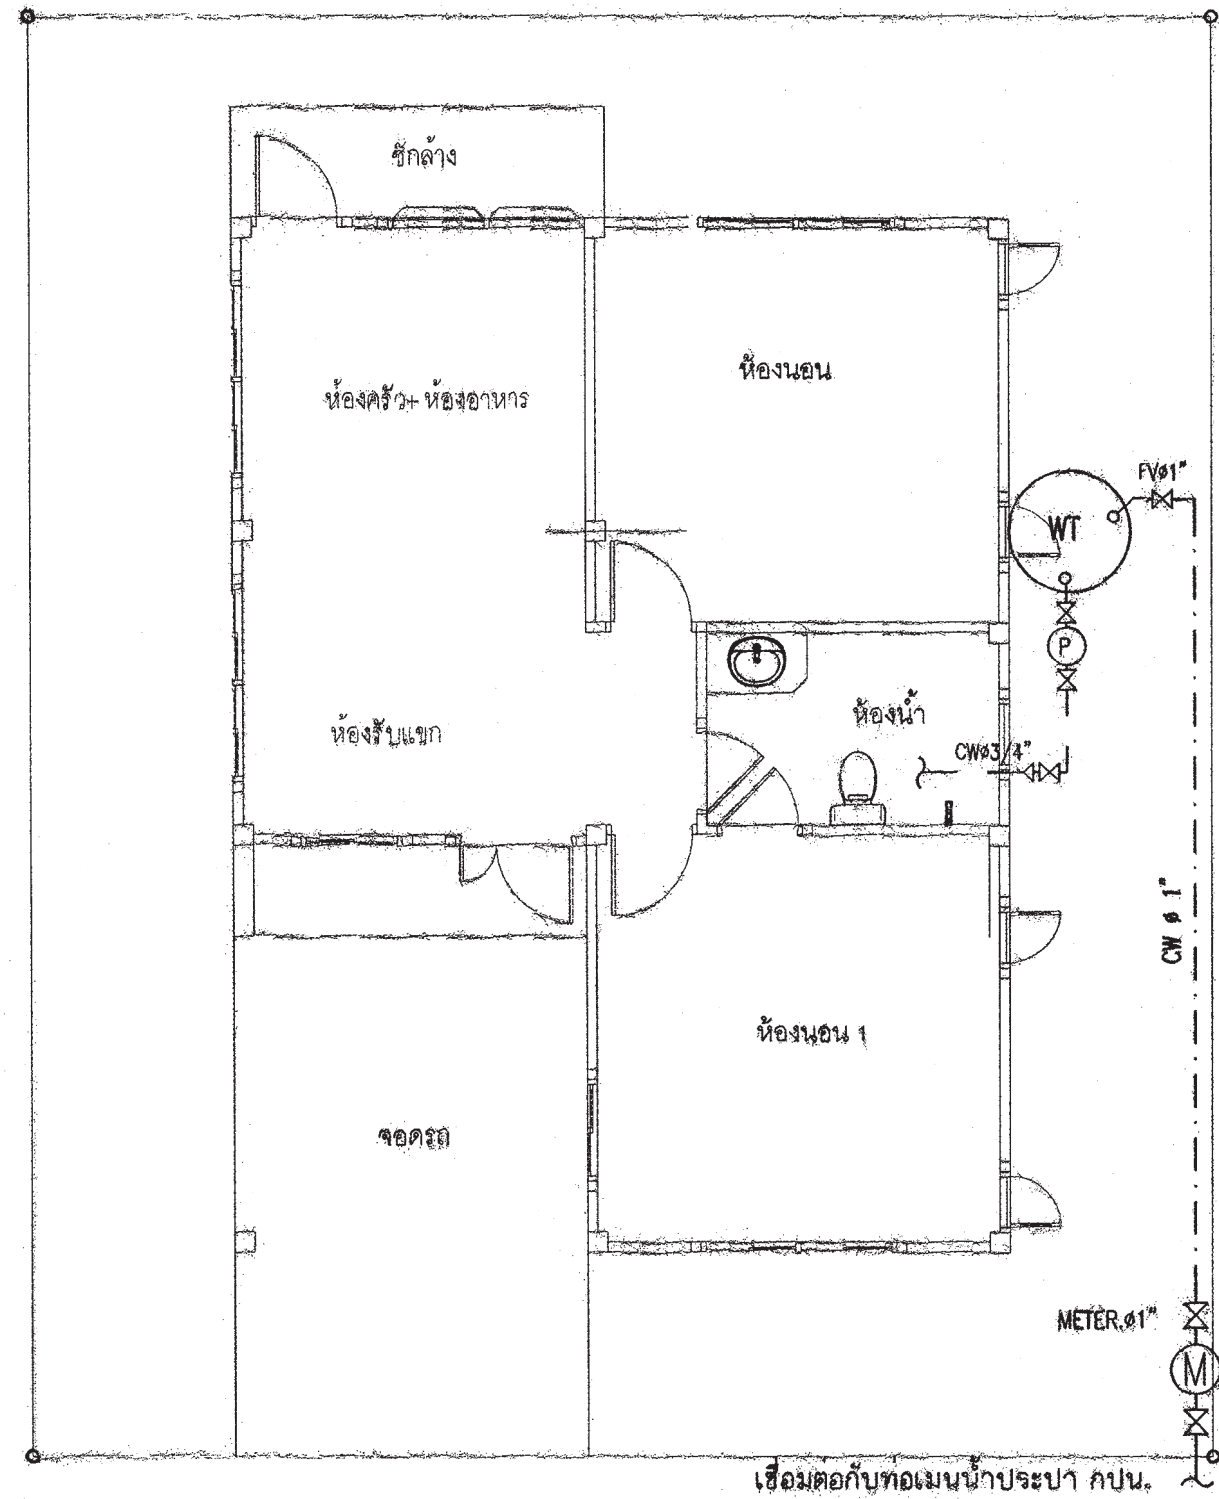 ซักล้าง
ห้องนอน
ห้องครัว+ ห้องอาหาร
FVø1"
WT
P
ห้องน้ำ
ห้องรับแขก
CWø3/4"
CW ø 1"
ห้องนอน 1
จอดรถ
METER.ø1"
M
เชื่อมต่อกับท่อเมนน้ำประปา กปน.